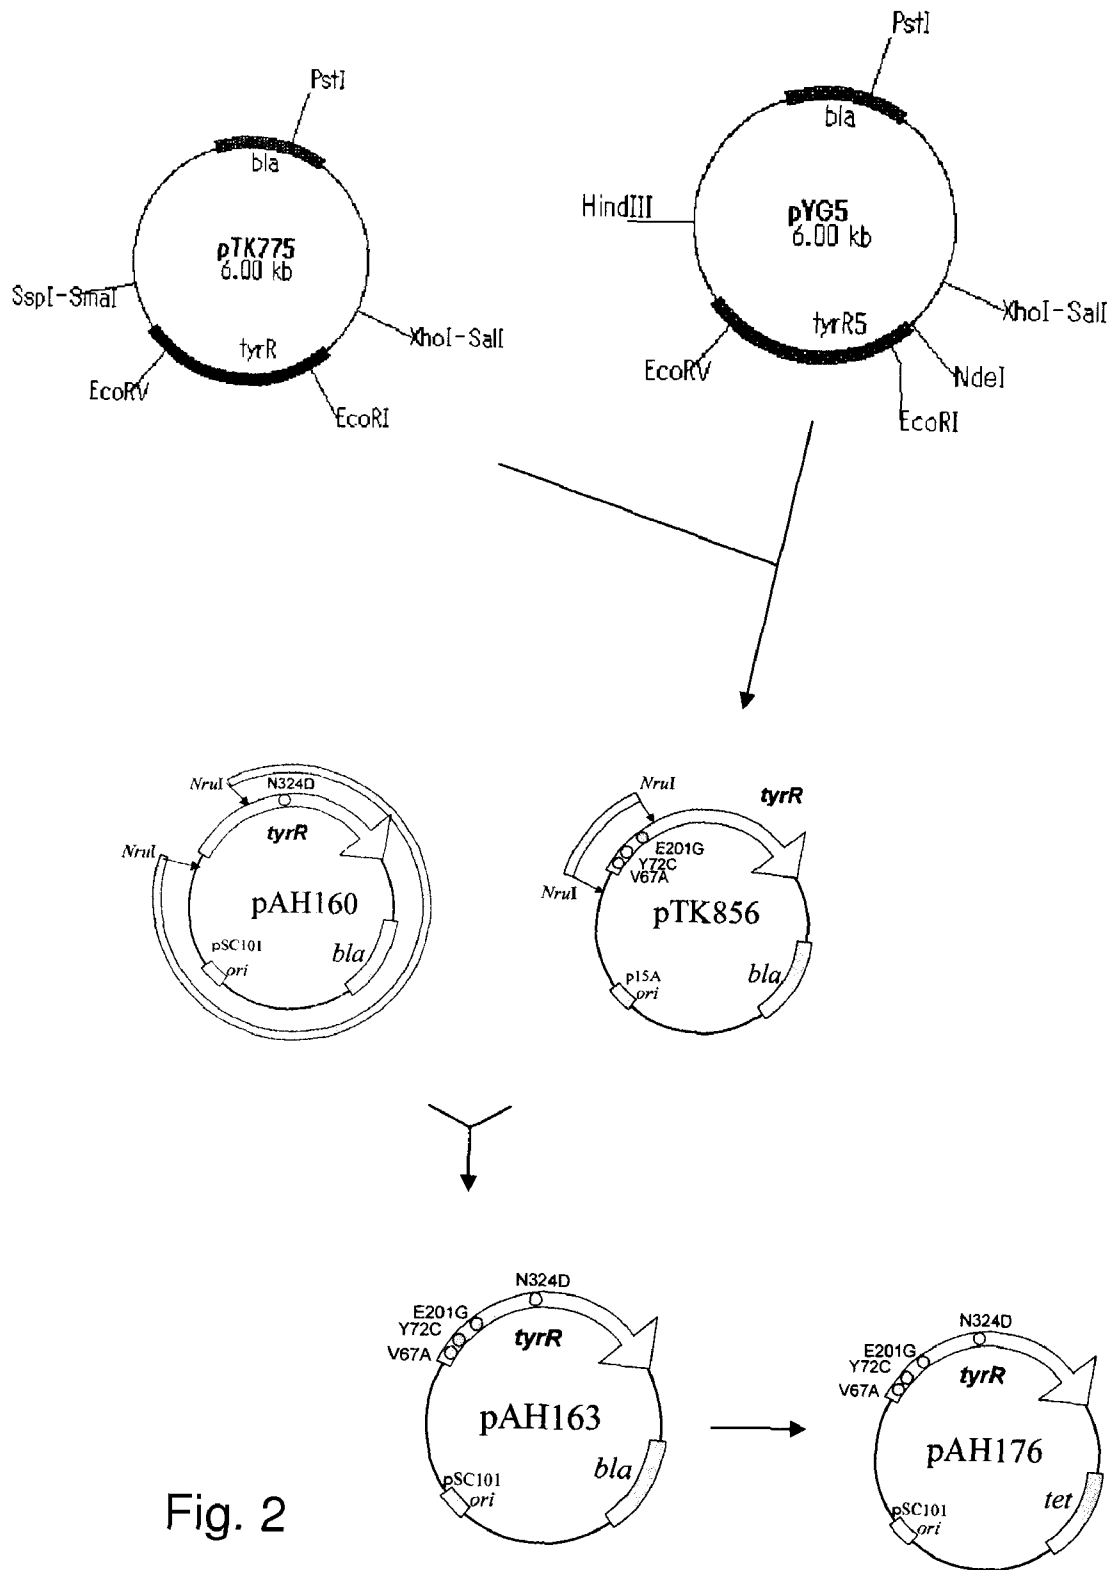 PstI
bla
pTK775
6.00 kb
SspI-SmaI
tyrR
XhoI-SalI
EcoRV
EcoRI
PstI
bla
HindIII
pYG5
6.00 kb
XhoI-SalI
tyrR5
EcoRV
NdeI
EcoRI
NruI
N324D
tyrR
NruI
pAH160
pSC101
ori
bla
NruI
tyrR
E201G
Y72C
V67A
NruI
pTK856
p15A
ori
bla
N324D
E201G
Y72C
tyrR
V67A
pAH163
bla
pSC101
ori
N324D
E201G
Y72C
tyrR
V67A
pAH176
tet
pSC101
ori
Fig. 2